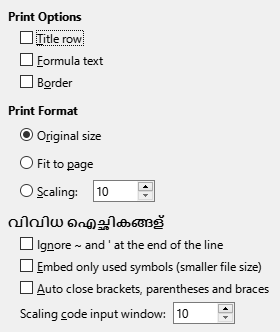 Print Options
Title row
Formula text
Border
Print Format
Original size
Fit to page
Scaling: 10
വിവിധ ഐച്ഛികങ്ങള്
Ignore ~ and ' at the end of the line
Embed only used symbols (smaller file size)
Auto close brackets, parentheses and braces
Scaling code input window: 10